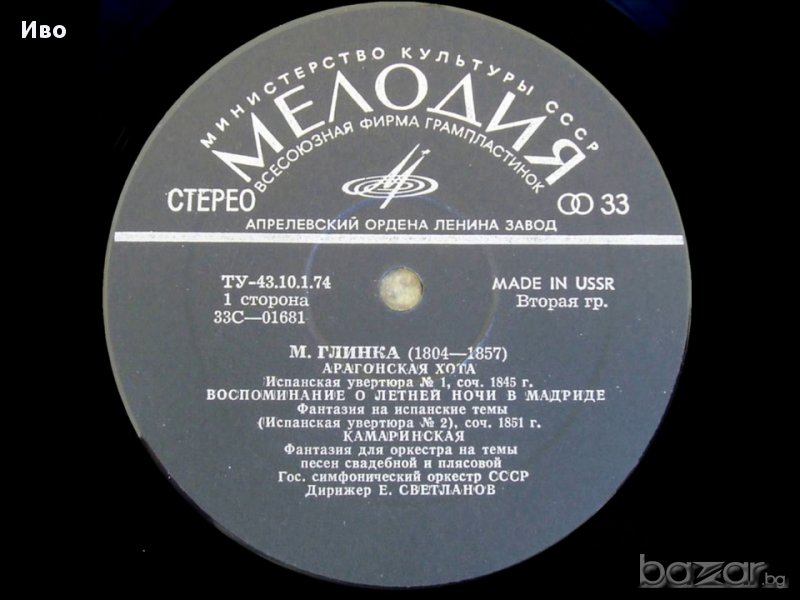 Иво
МИНИСТЕРСТВО КУЛЬТУРЫ СССР
МЕЛОДИЯ
ВСЕСОЮЗНАЯ ФИРМА ГРАМПЛАСТИНОК
СТЕРЕО
33
АПРЕЛЕВСКИЙ ОРДЕНА ЛЕНИНА ЗАВОД
ТУ-43.10.1.74
MADE IN USSR
1 сторона
Вторая гр.
33С—01681
М. ГЛИНКА (1804—1857)
АРАГОНСКАЯ ХОТА
Испанская увертюра № 1, соч. 1845 г.
ВОСПОМИНАНИЕ О ЛЕТНЕЙ НОЧИ В МАДРИДЕ
Фантазия на испанские темы
(Испанская увертюра № 2), соч. 1851 г.
КАМАРИНСКАЯ
Фантазия для оркестра на темы
песен свадебной и плясовой
Гос. симфонический оркестр СССР
Дирижер Е. СВЕТЛАНОВ
bazar.bg